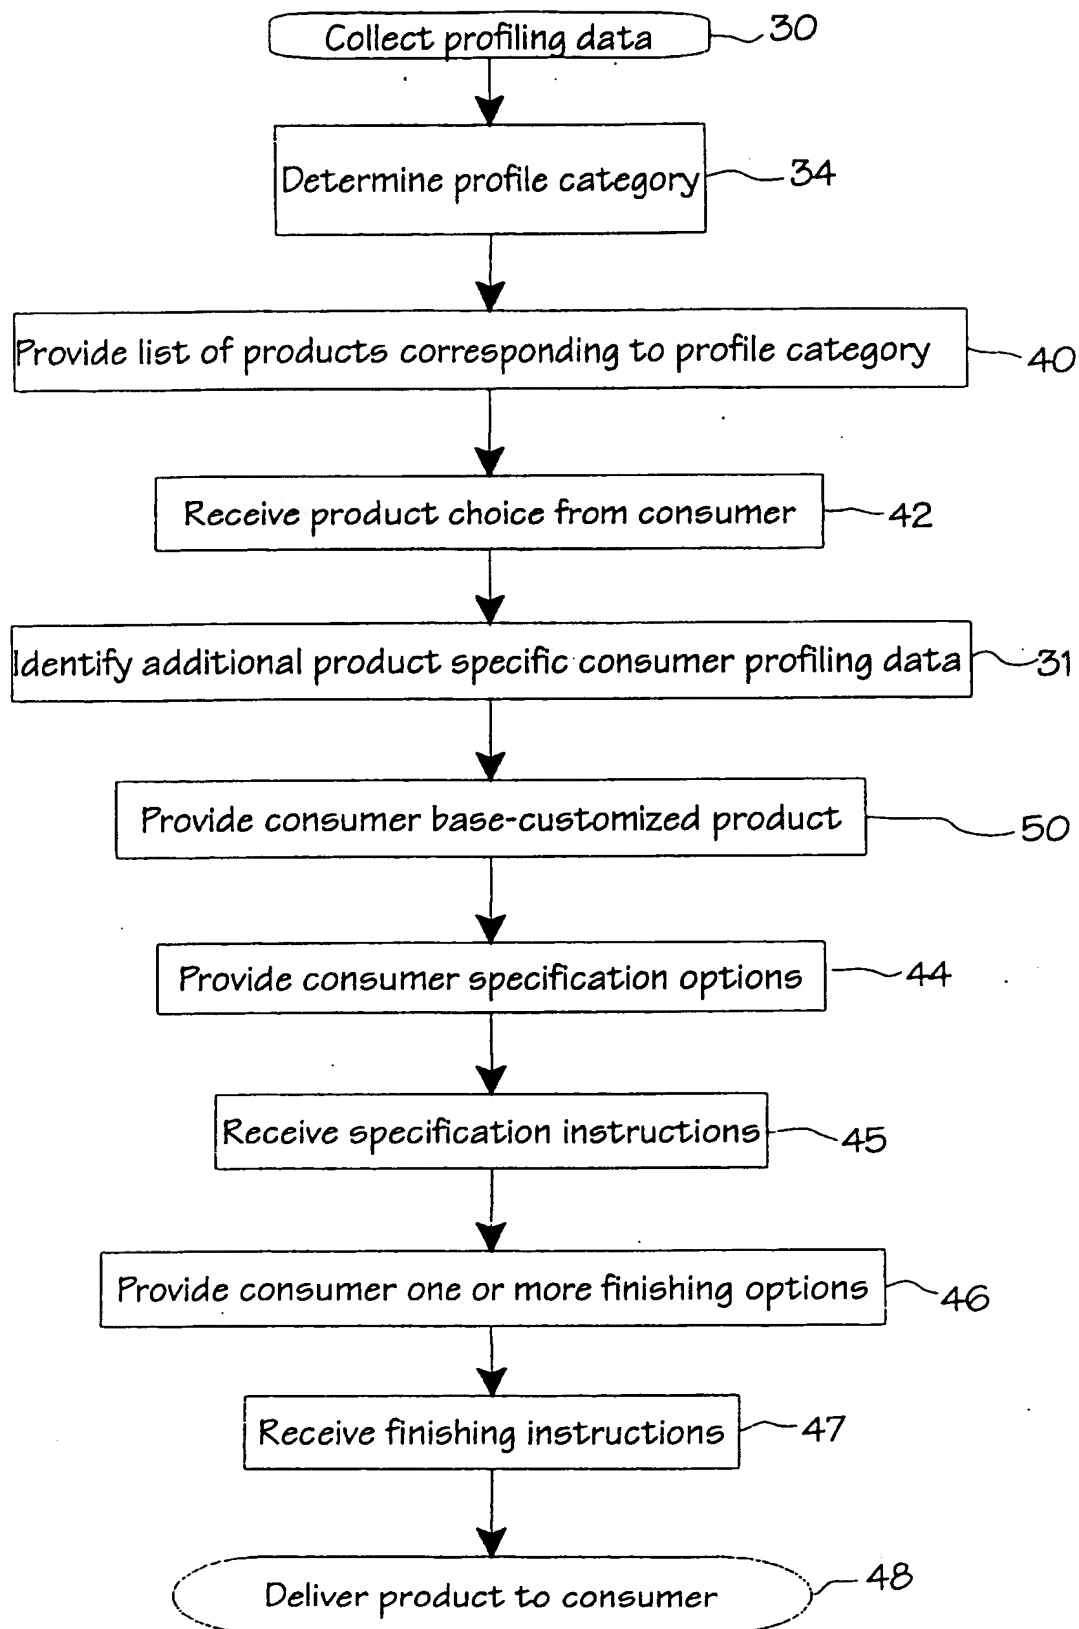 Collect profiling data 30
Determine profile category 34
Provide list of products corresponding to profile category 40
Receive product choice from consumer 42
Identify additional product specific consumer profiling data 31
Provide consumer base-customized product 50
Provide consumer specification options 44
Receive specification instructions 45
Provide consumer one or more finishing options 46
Receive finishing instructions 47
Deliver product to consumer 48